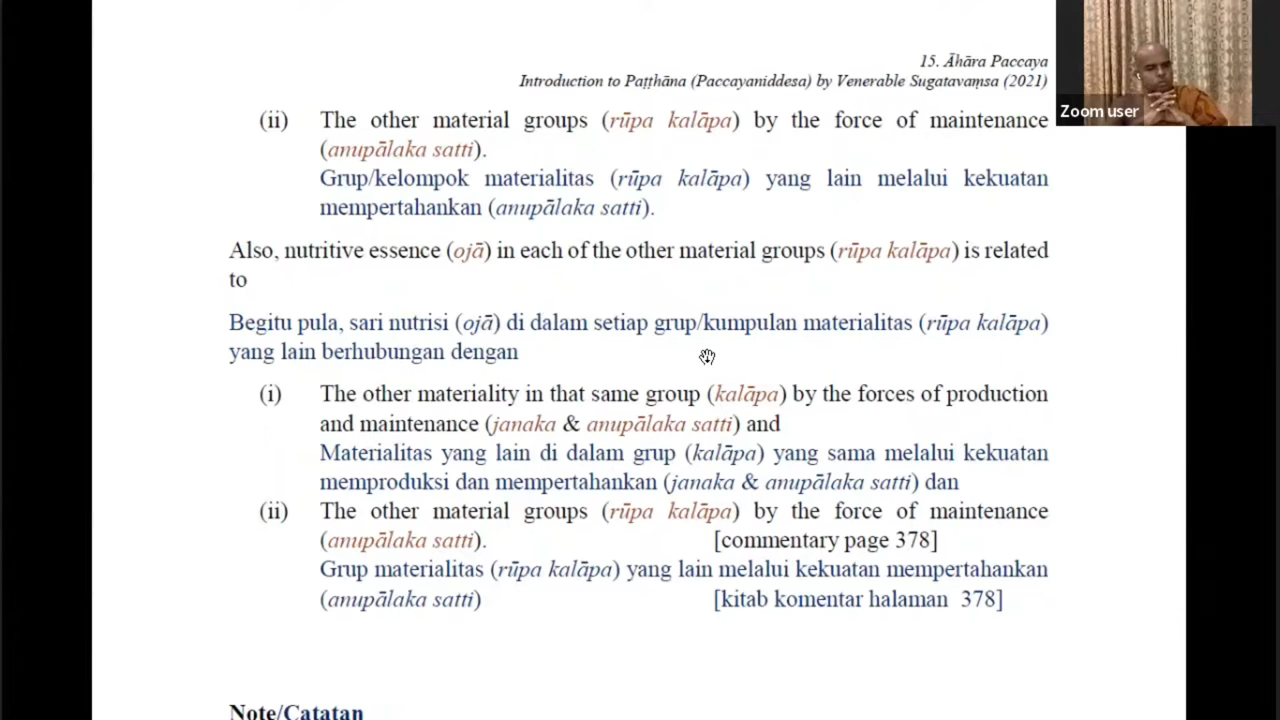 15. Āhāra Paccaya
Introduction to Paṭṭhāna (Paccayaniddesa) by Venerable Sugatavaṃsa (2021)
Zoom user
(ii) The other material groups (rūpa kalāpa) by the force of maintenance
(anupālaka satti).
Grup/kelompok materialitas (rūpa kalāpa) yang lain melalui kekuatan
mempertahankan (anupālaka satti).
Also, nutritive essence (ojā) in each of the other material groups (rūpa kalāpa) is related
to
Begitu pula, sari nutrisi (ojā) di dalam setiap grup/kumpulan materialitas (rūpa kalāpa)
yang lain berhubungan dengan
(i) The other materiality in that same group (kalāpa) by the forces of production
and maintenance (janaka & anupālaka satti) and
Materialitas yang lain di dalam grup (kalāpa) yang sama melalui kekuatan
memproduksi dan mempertahankan (janaka & anupālaka satti) dan
(ii) The other material groups (rūpa kalāpa) by the force of maintenance
(anupālaka satti). [commentary page 378]
Grup materialitas (rūpa kalāpa) yang lain melalui kekuatan mempertahankan
(anupālaka satti) [kitab komentar halaman 378]
Note/Catatan